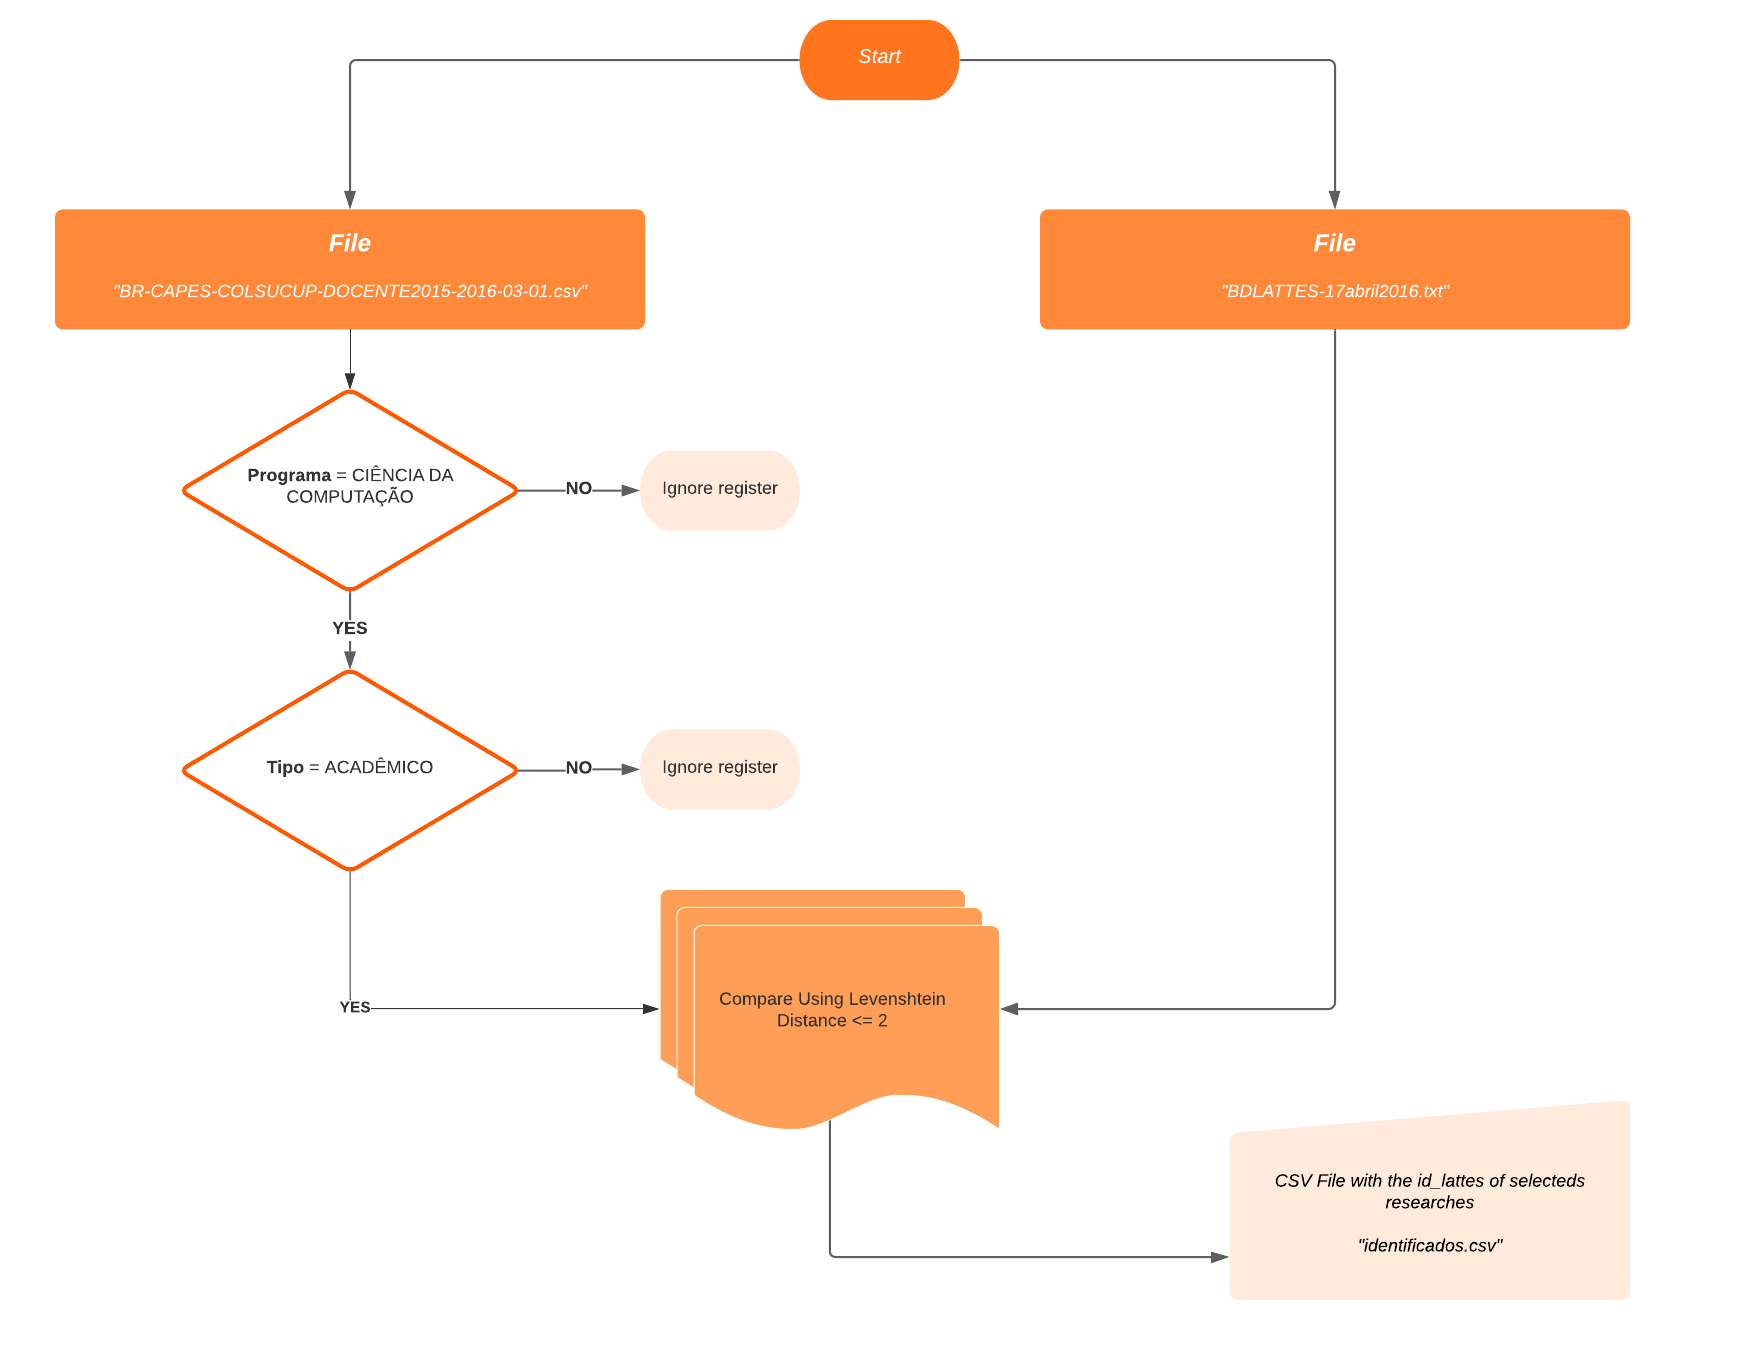 Start
File
"BR-CAPES-COLSUCUP-DOCENTE2015-2016-03-01.csv"
File
"BDLATTES-17abril2016.txt"
Programa = CIÊNCIA DA
COMPUTAÇÃO
NO
Ignore register
YES
Tipo = ACADÊMICO
NO
Ignore register
YES
Compare Using Levenshtein
Distance <= 2
CSV File with the id_lattes of selecteds
researches
"identificados.csv"